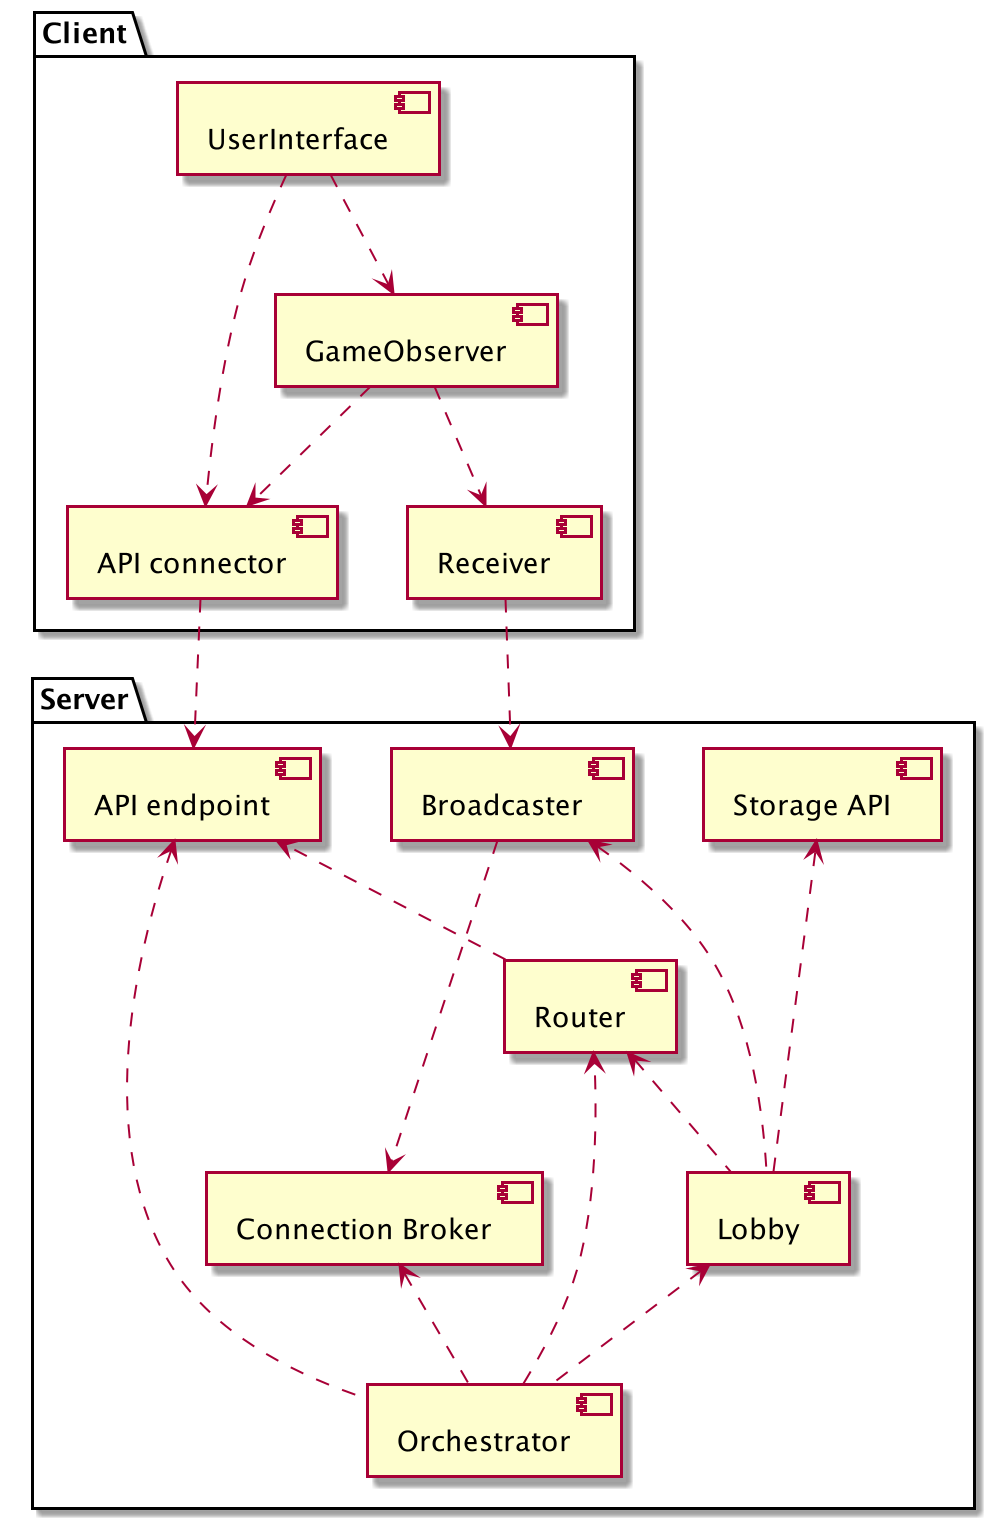 Client
UserInterface
GameObserver
API connector
Receiver
Server
API endpoint
Broadcaster
Storage API
Router
Connection Broker
Lobby
Orchestrator